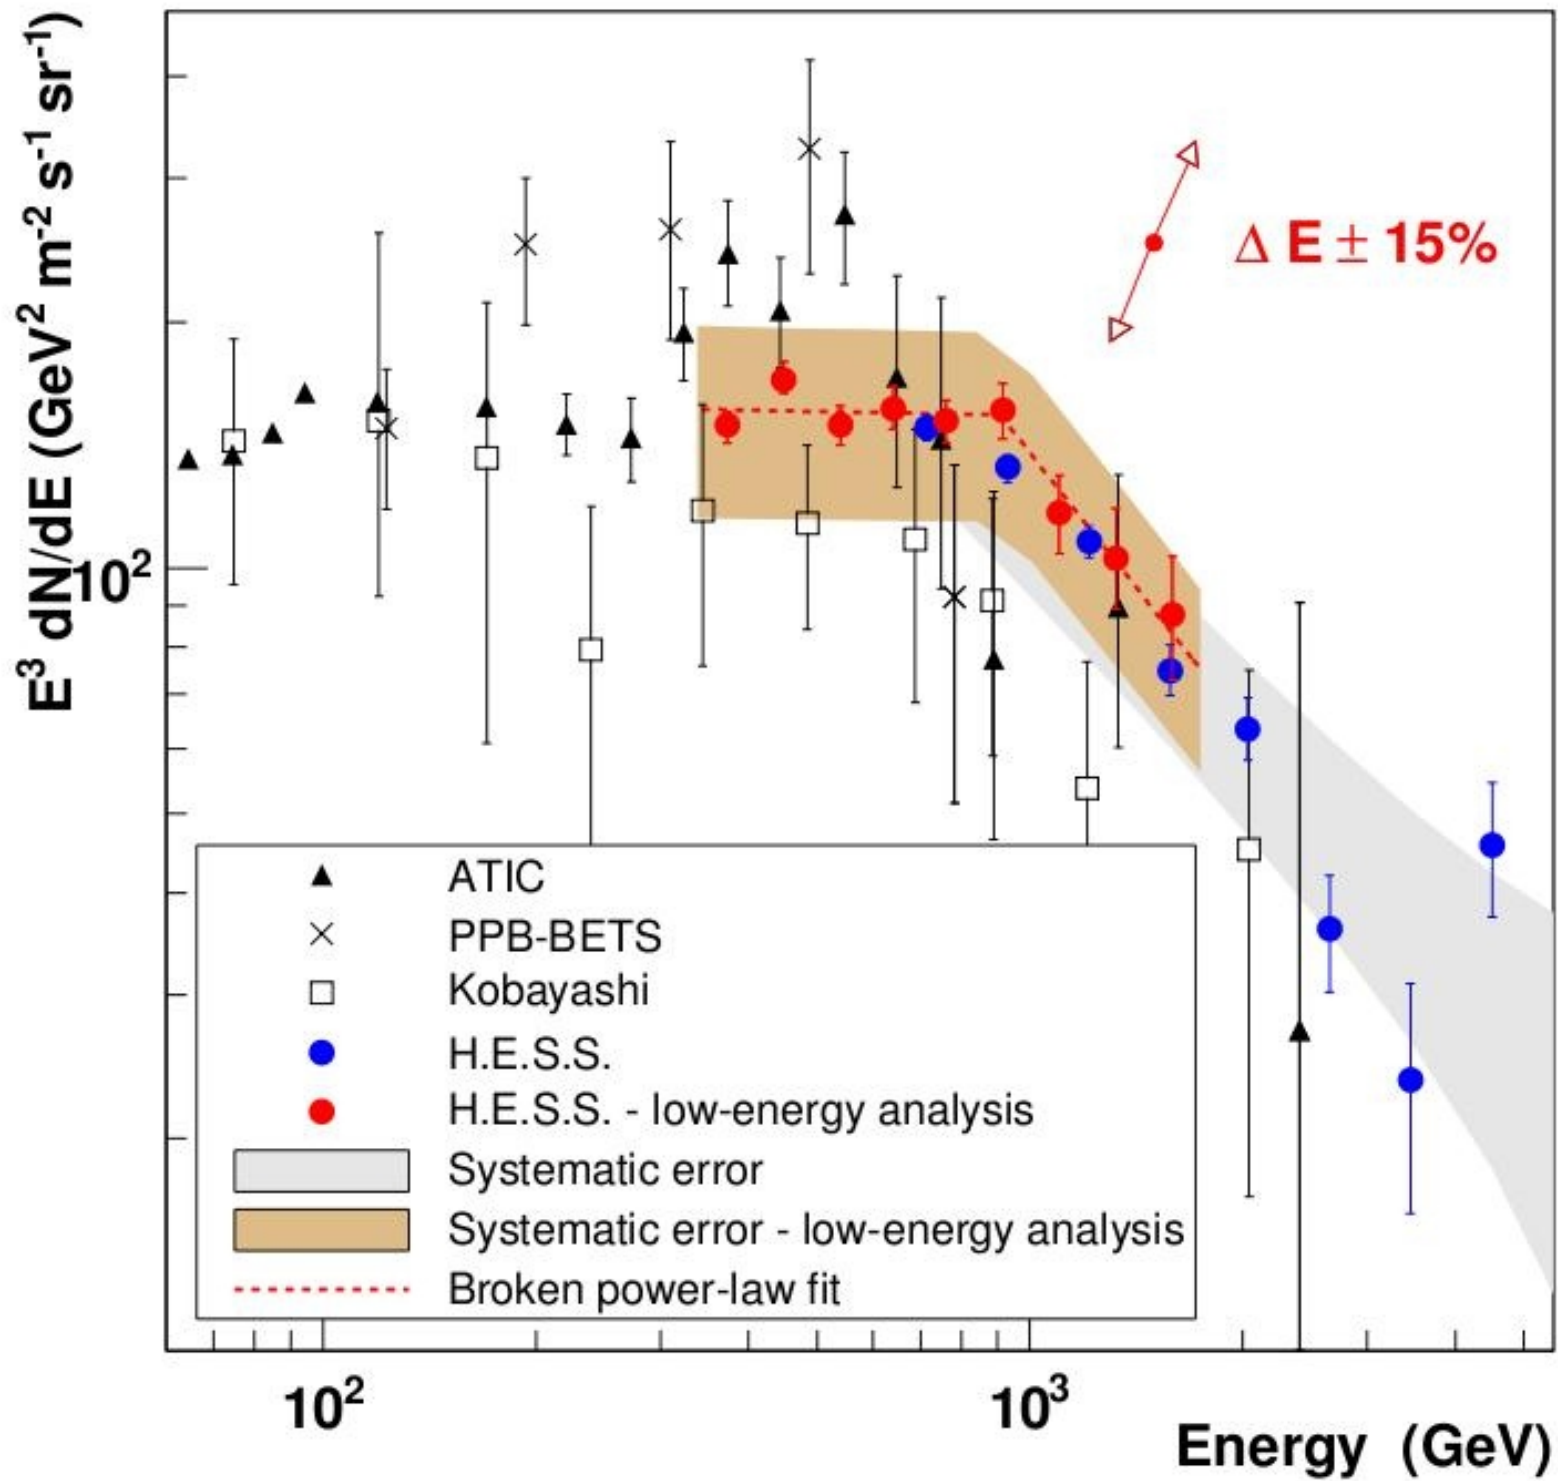 E³ dN/dE (GeV² m⁻² s⁻¹ sr⁻¹)
Δ E ± 15%
10²
ATIC
PPB-BETS
Kobayashi
H.E.S.S.
H.E.S.S. - low-energy analysis
Systematic error
Systematic error - low-energy analysis
Broken power-law fit
10² 10³
Energy (GeV)